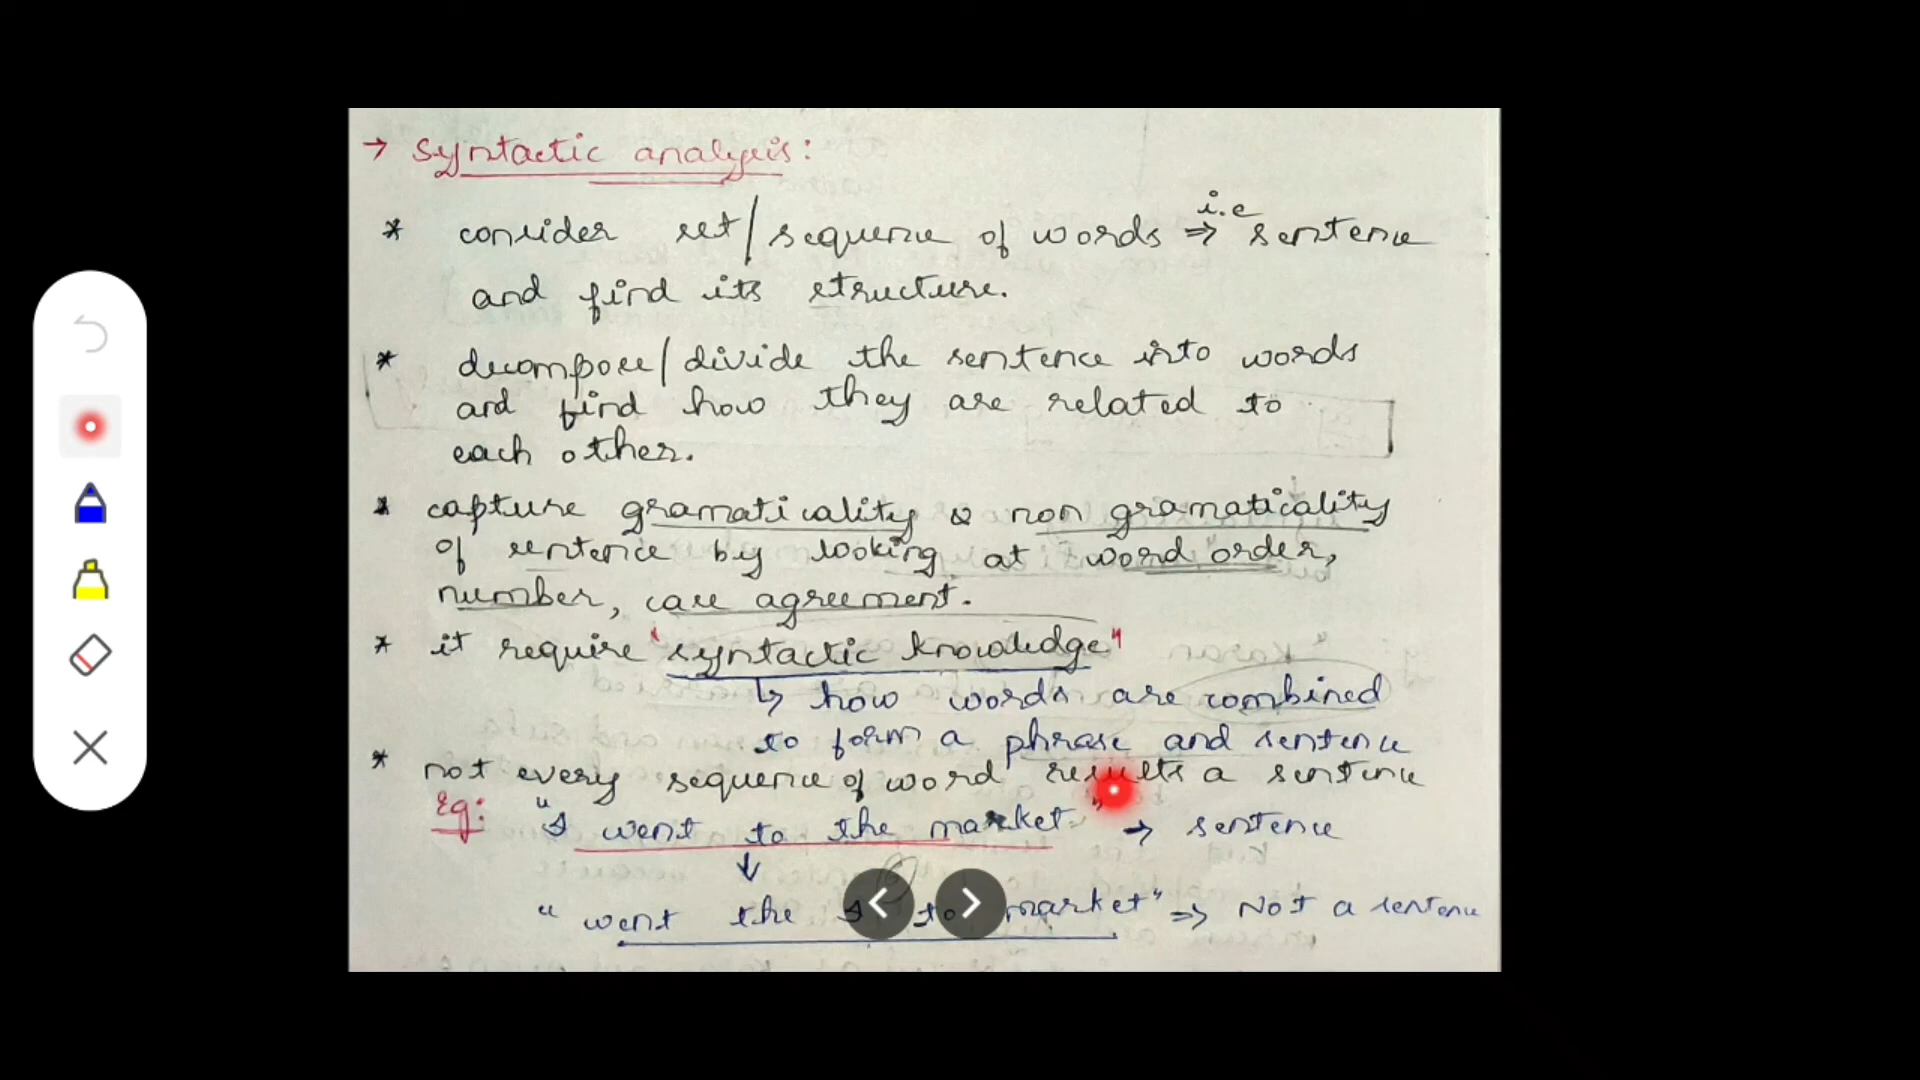 → Syntactic analysis:
* consider set/sequence of words ⇒ i.e sentence
and find its structure.
* decompose/divide the sentence into words
and find how they are related to
each other.
* capture gramaticality & non gramaticality
of sentence by looking at word order,
number, case agreement.
* it require "syntactic knowledge"
↳ how words are combined
to form a phrase and sentence
* not every sequence of word results a sentence
Eg: "I went to the market" → sentence
↓
"went the I to market" ⇒ Not a sentence